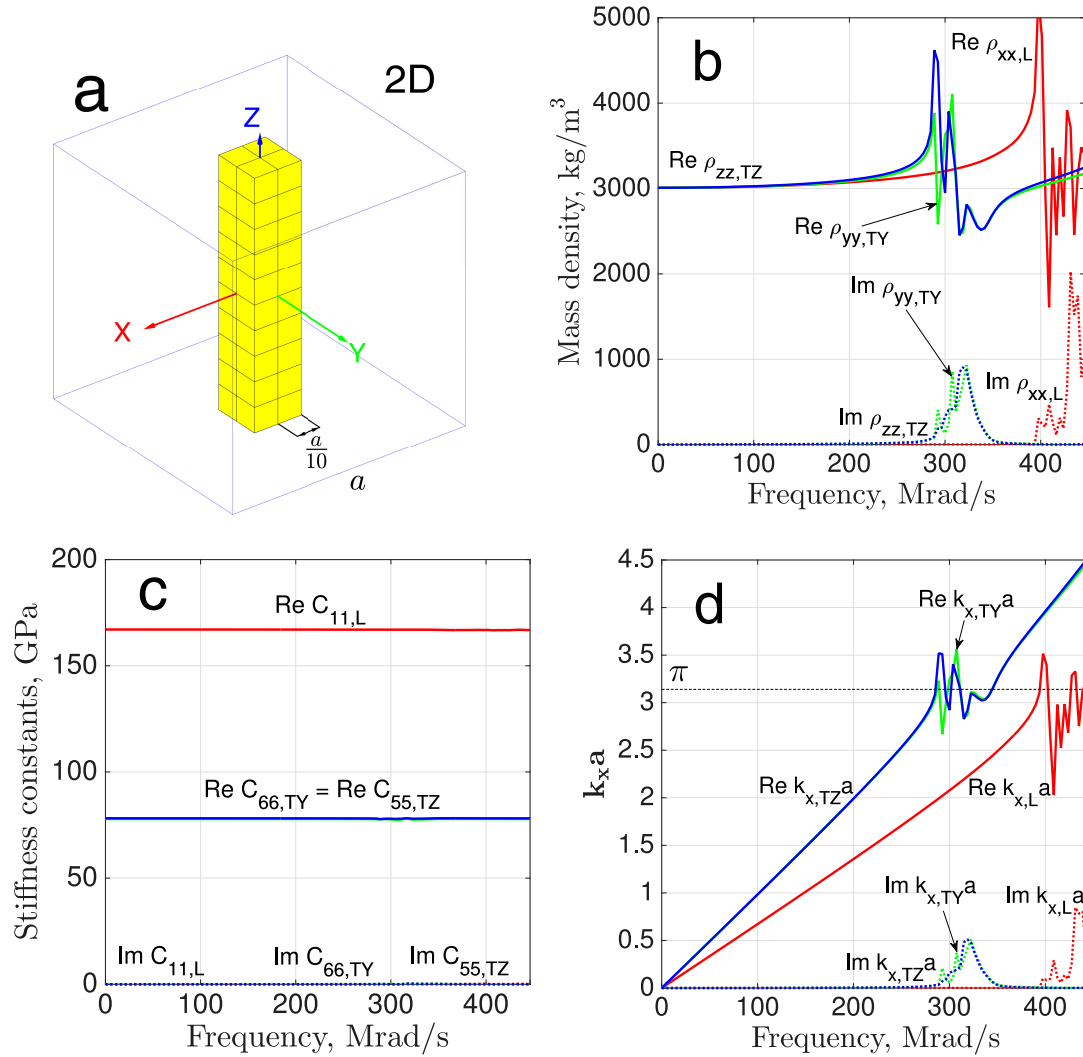 a
2D
Z
X
Y
a
10
a
b
5000
4000
3000
2000
1000
0
0
100
200
300
400
Mass density, kg/m³
Frequency, Mrad/s
Re ρxx,L
Re ρzz,TZ
Re ρyy,TY
Im ρyy,TY
Im ρxx,L
Im ρzz,TZ
c
200
150
100
50
0
0
100
200
300
400
Stiffness constants, GPa
Frequency, Mrad/s
Re C11,L
Re C66,TY = Re C55,TZ
Im C11,L
Im C66,TY
Im C55,TZ
d
4.5
4
3.5
π
3
2.5
2
1.5
1
0.5
0
0
100
200
300
400
kxa
Frequency, Mrad/s
Re kx,TYa
Re kx,TZa
Re kx,La
Im kx,TYa
Im kx,La
Im kx,TZa